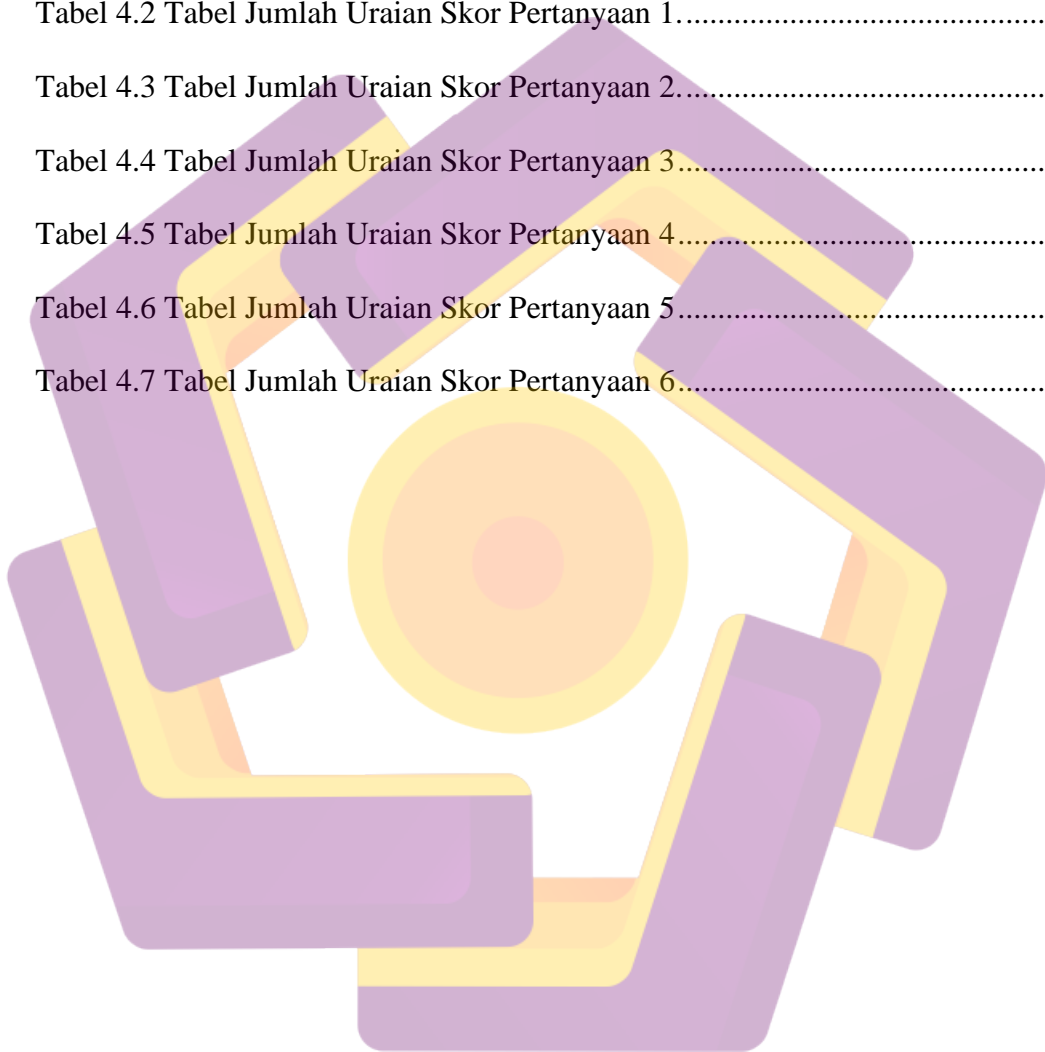 Tabel 4.2 Tabel Jumlah Uraian Skor Pertanyaan 1........................................
Tabel 4.3 Tabel Jumlah Uraian Skor Pertanyaan 2........................................
Tabel 4.4 Tabel Jumlah Uraian Skor Pertanyaan 3........................................
Tabel 4.5 Tabel Jumlah Uraian Skor Pertanyaan 4........................................
Tabel 4.6 Tabel Jumlah Uraian Skor Pertanyaan 5........................................
Tabel 4.7 Tabel Jumlah Uraian Skor Pertanyaan 6........................................